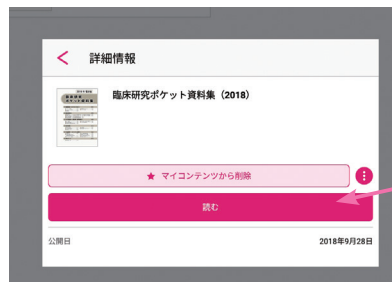 詳細情報
臨床研究ポケット資料集（2018）
★ マイコンテンツから削除
読む
公開日
2018年9月28日